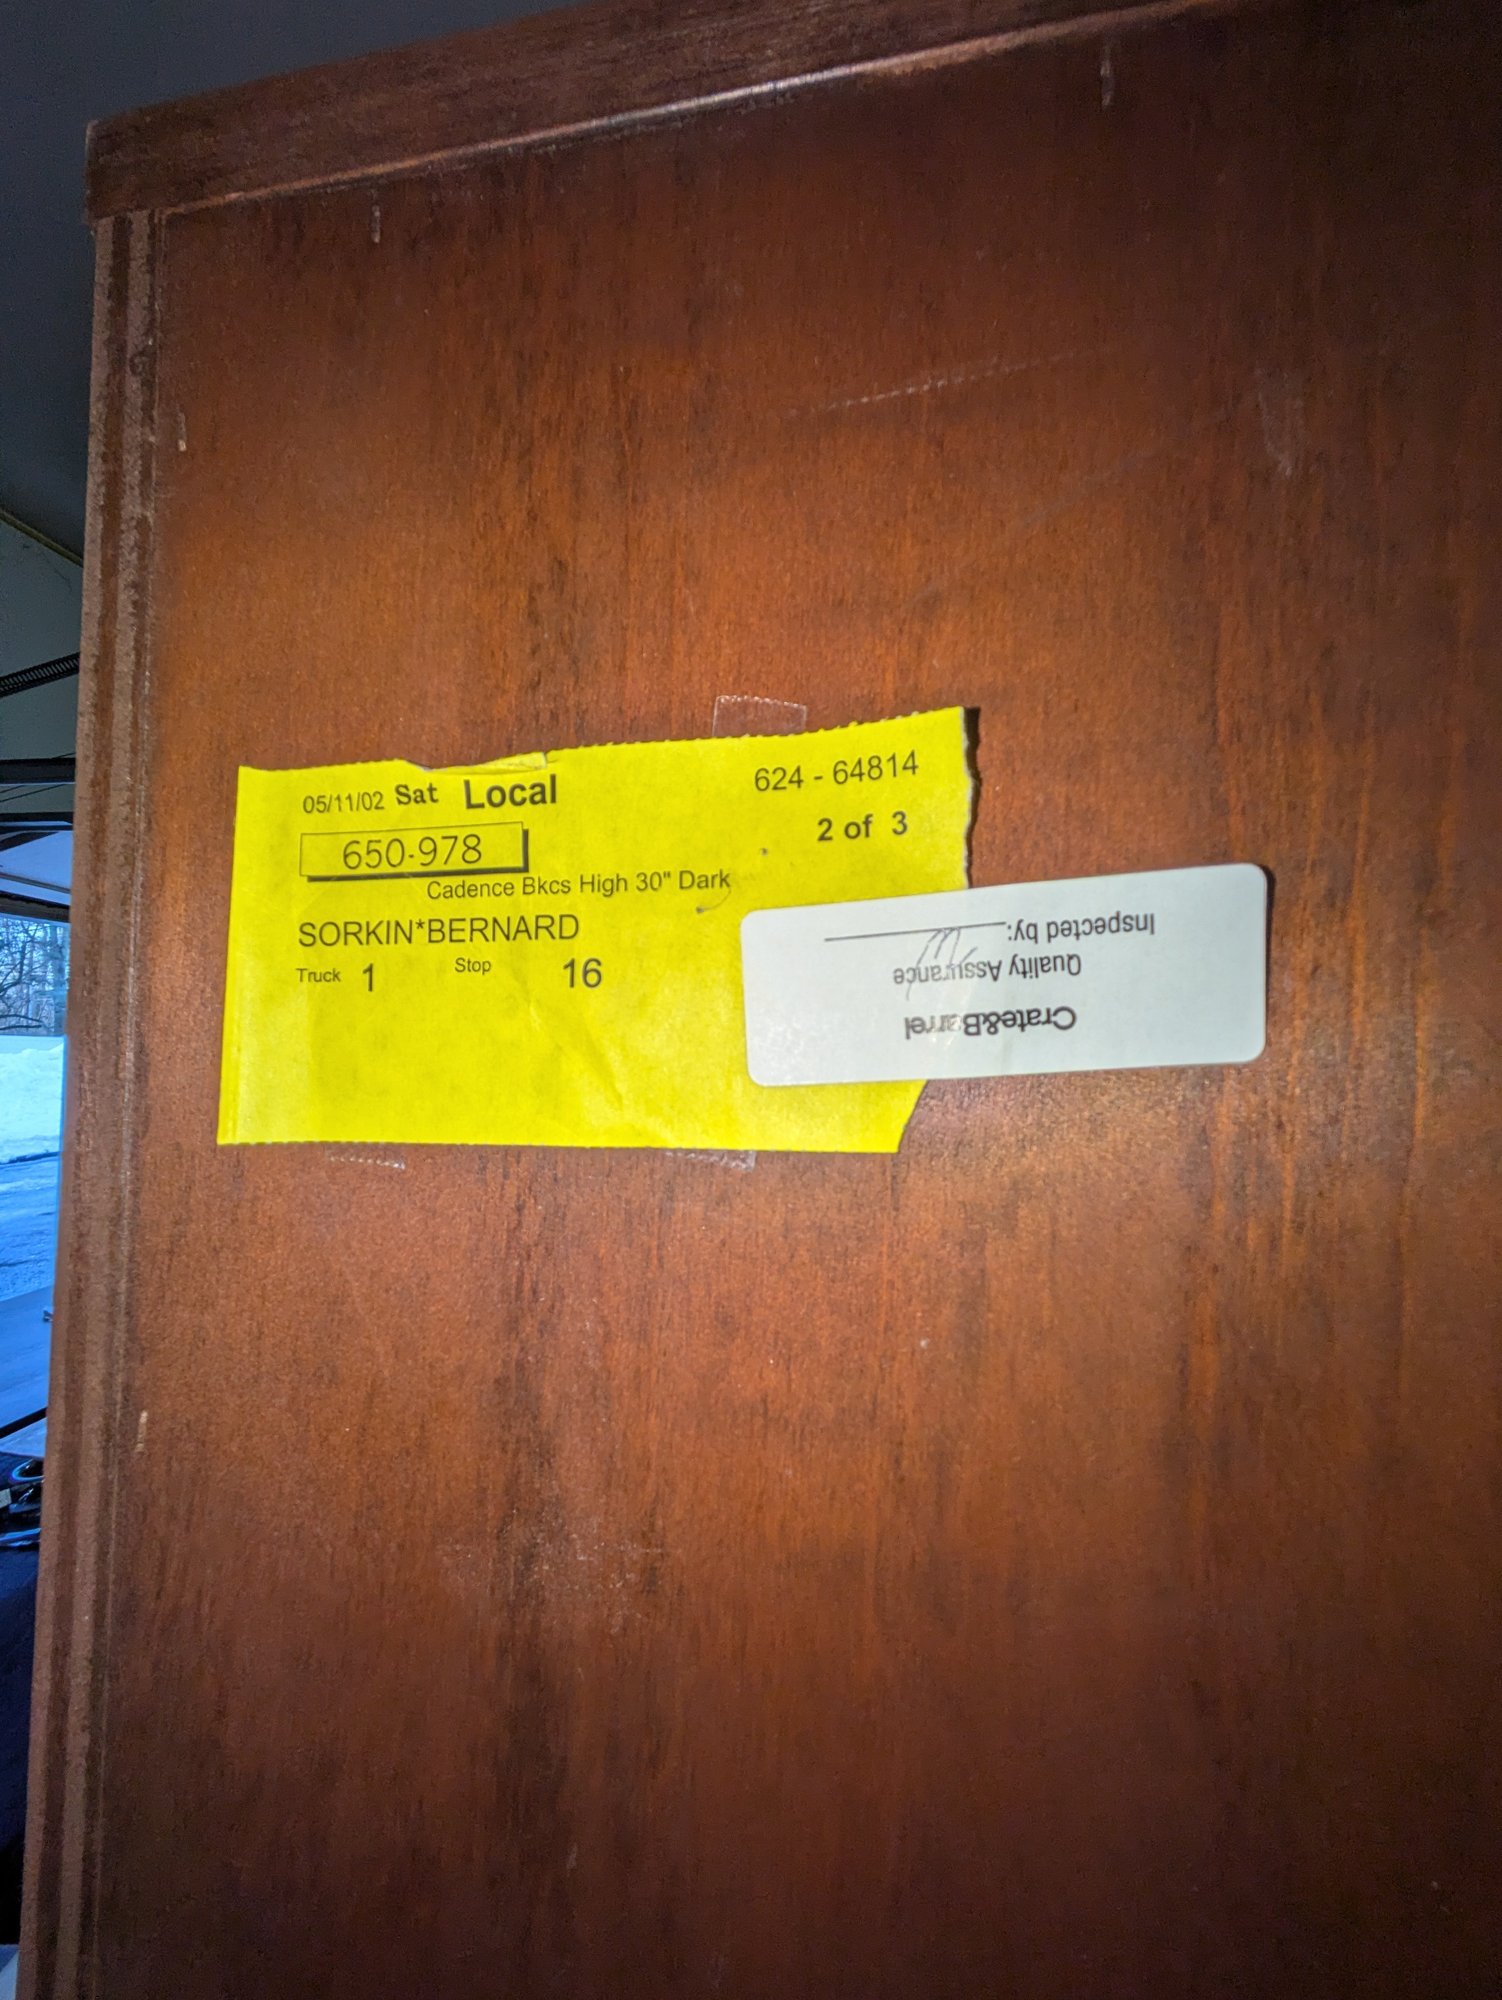 05/11/02 Sat Local
624 - 64814
650-978
2 of 3
Cadence Bkcs High 30" Dark
SORKIN*BERNARD
Truck 1 Stop 16
Crate&Barrel
Quality Assurance
Inspected by: